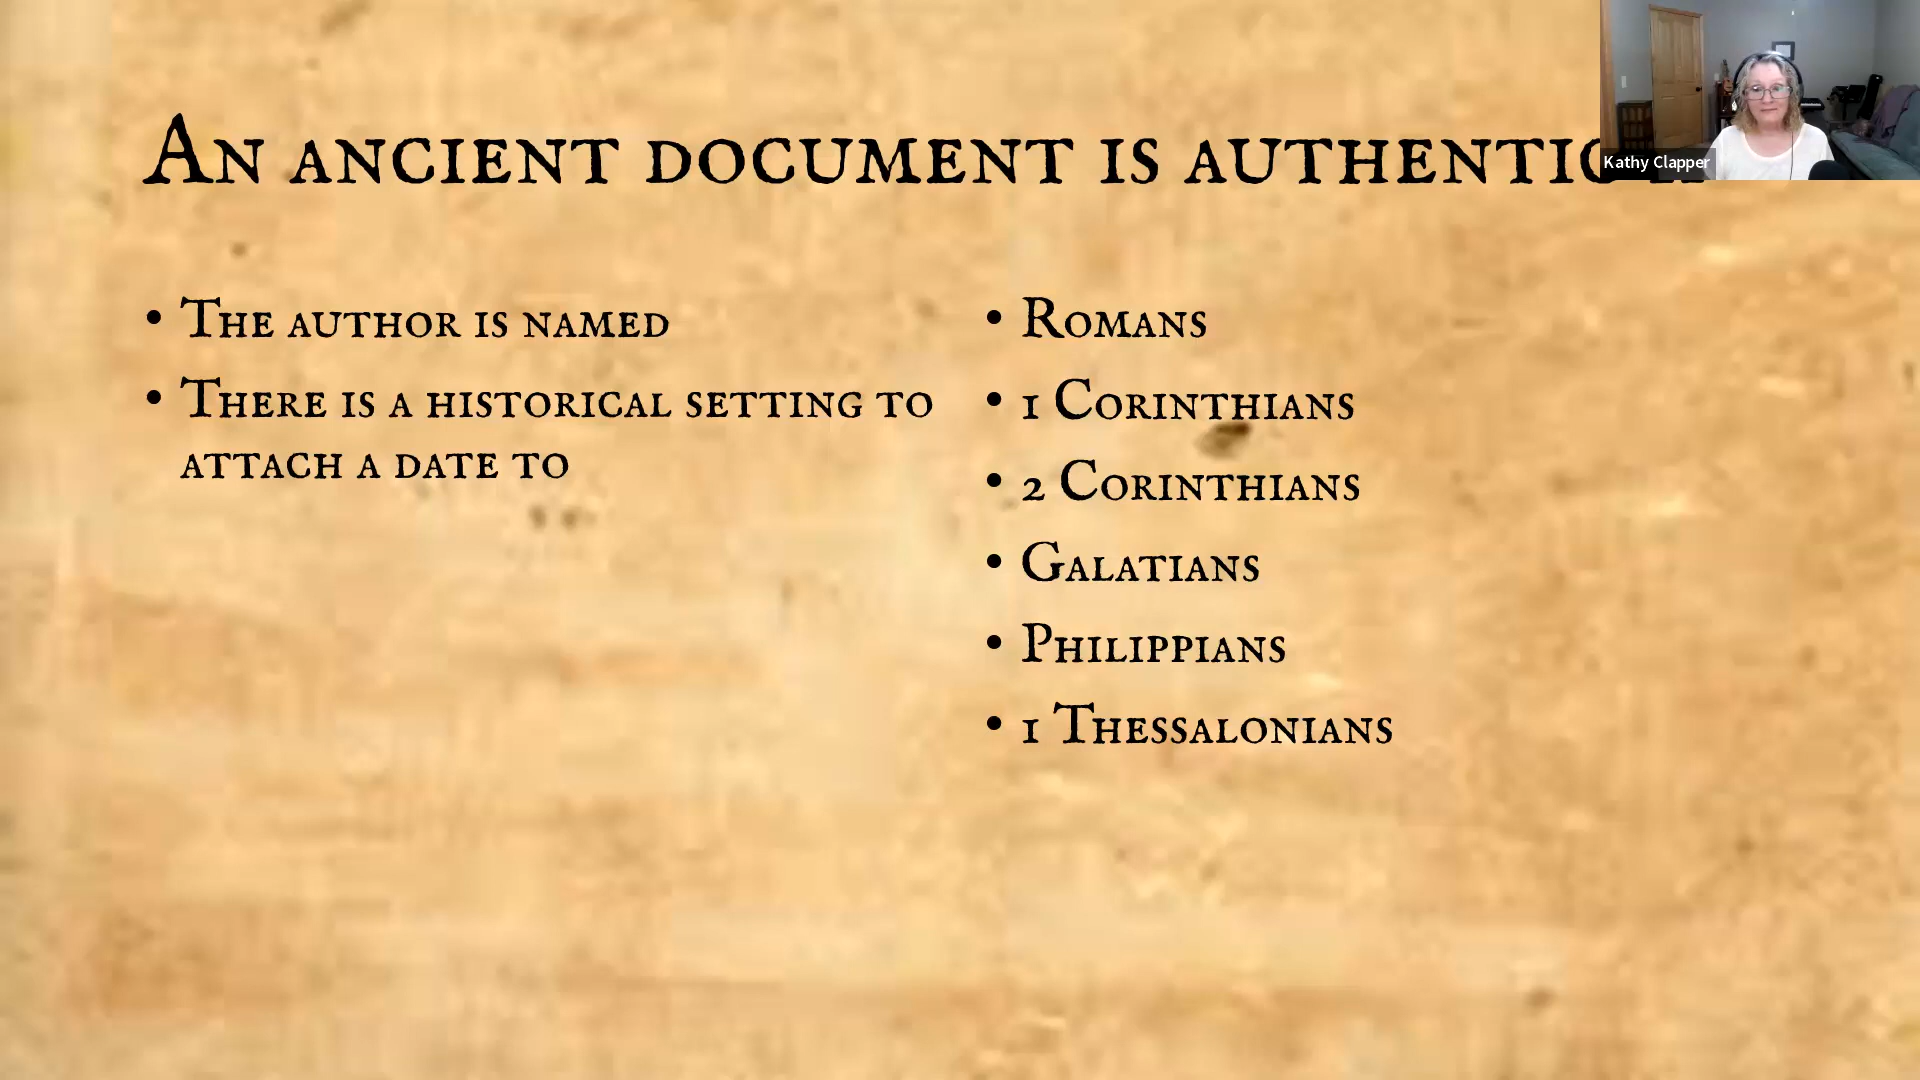 An ancient document is authentic
Kathy Clapper
• The author is named
• There is a historical setting to
attach a date to
• Romans
• 1 Corinthians
• 2 Corinthians
• Galatians
• Philippians
• 1 Thessalonians